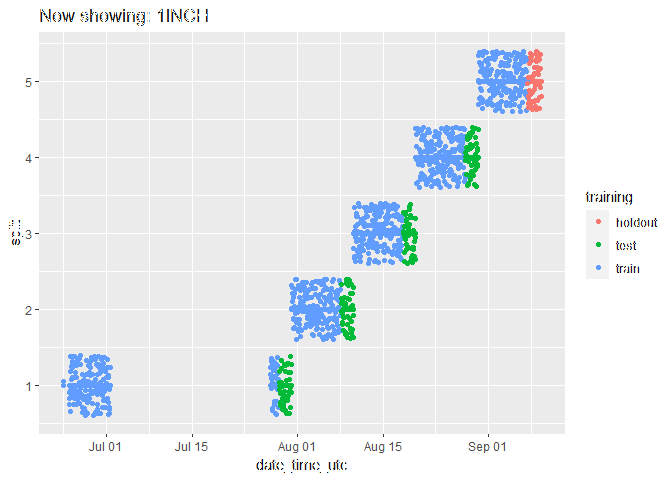 Now showing: 1INCH
split
5
4
3
2
1
Jul 01
Jul 15
Aug 01
Aug 15
Sep 01
date_time_utc
training
holdout
test
train